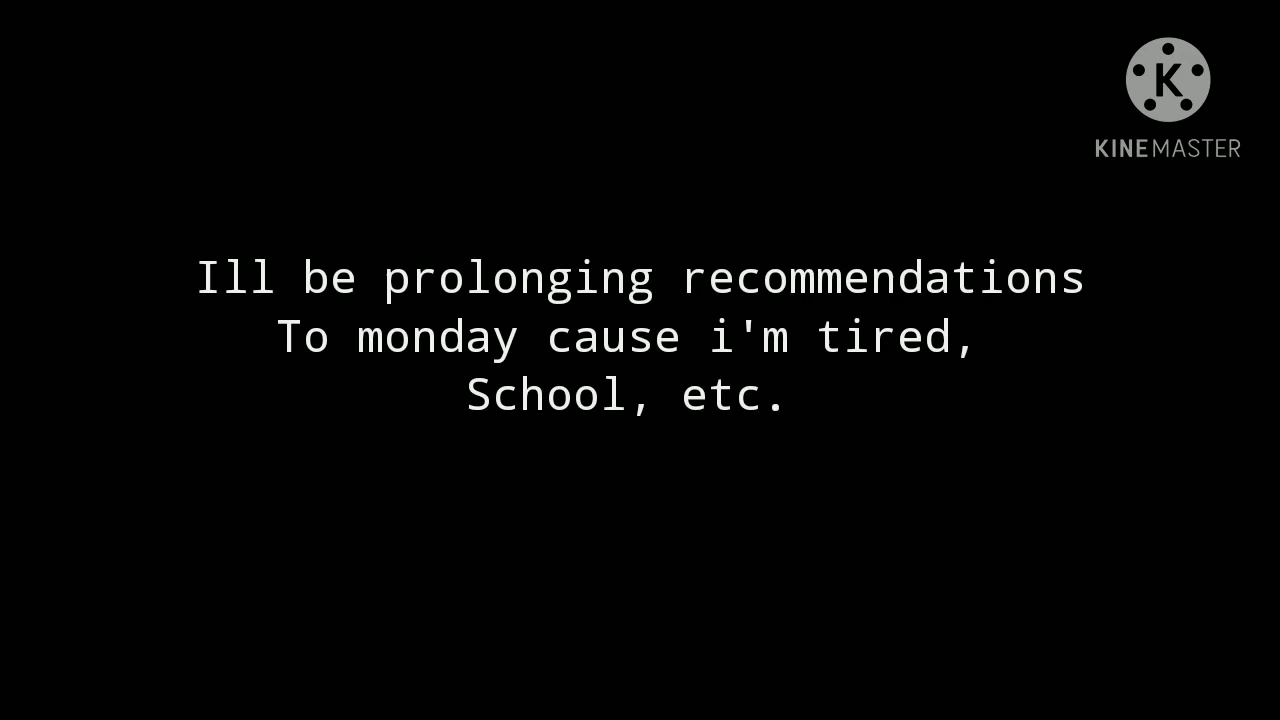 K
KINEMASTER
Ill be prolonging recommendations
To monday cause i'm tired,
School, etc.